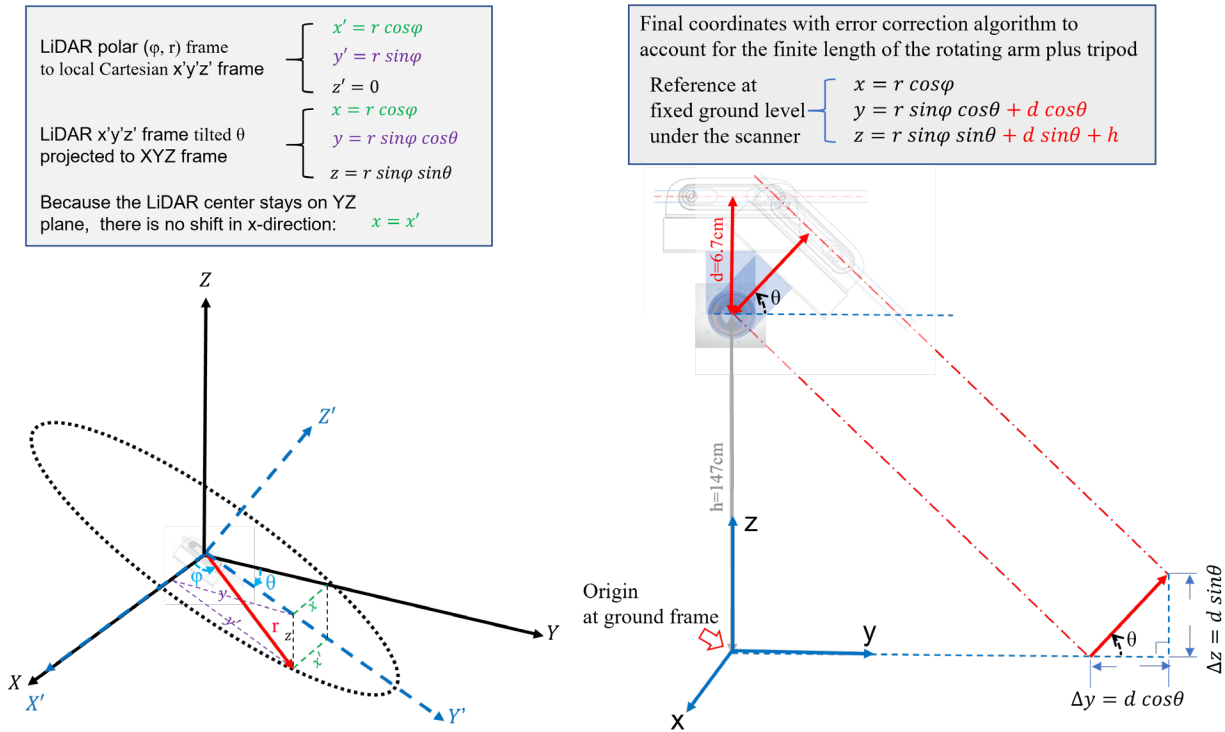 LiDAR polar (φ, r) frame
to local Cartesian x'y'z' frame
x′ = r cosφ
y′ = r sinφ
z′ = 0
LiDAR x'y'z' frame tilted θ
projected to XYZ frame
x = r cosφ
y = r sinφ cosθ
z = r sinφ sinθ
Because the LiDAR center stays on YZ
plane, there is no shift in x-direction: x = x′
Final coordinates with error correction algorithm to
account for the finite length of the rotating arm plus tripod
Reference at
fixed ground level
under the scanner
x = r cosφ
y = r sinφ cosθ + d cosθ
z = r sinφ sinθ + d sinθ + h
Z
Z′
φ
θ
y
y'
r
z
x
x'
Y
X
X′
Y'
d=6.7cm
θ
h=147cm
z
Origin
at ground frame
y
x
θ
Δz = d sinθ
Δy = d cosθ